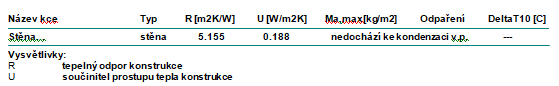 Název kce Typ R [m2K/W] U [W/m2K] Ma,max[kg/m2] Odpaření DeltaT10 [C]
Stěna... stěna 5.155 0.188 nedochází ke kondenzaci v.p. ---
Vysvětlivky:
R tepelný odpor konstrukce
U součinitel prostupu tepla konstrukce